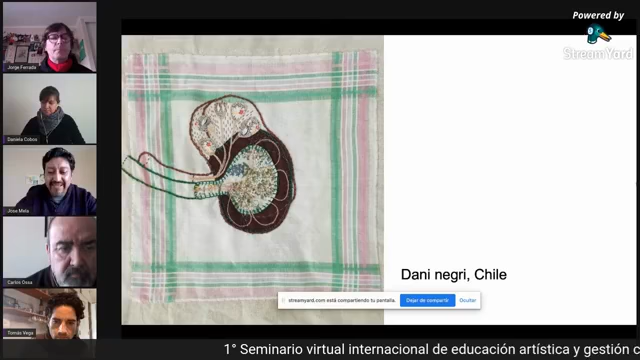 Powered by
StreamYard
Jorge Ferrada
Daniela Cobos
Jose Mela
Carlos Ossa
Tomás Vega
Dani negri, Chile
streamyard.com está compartiendo tu pantalla.
Dejar de compartir
Ocultar
1° Seminario virtual internacional de educación artística y gestión c